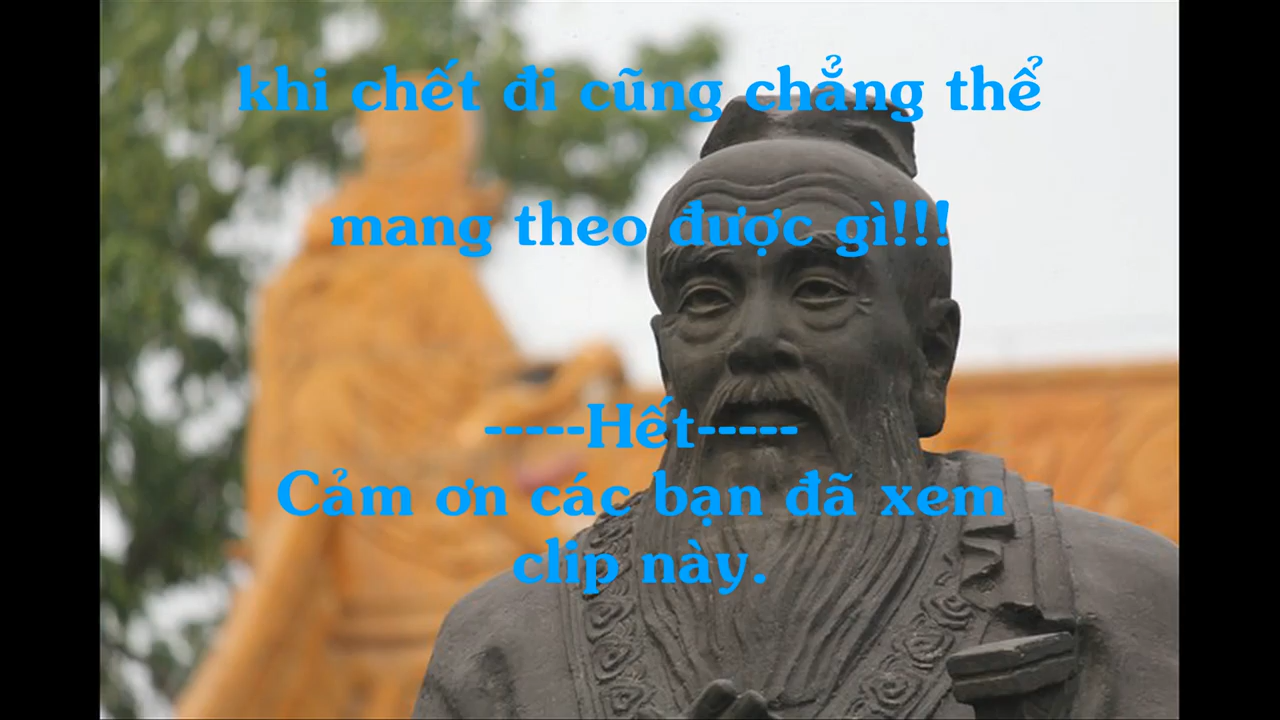 khi chết đi cũng chẳng thể
mang theo được gì!!!
-----Hết-----
Cảm ơn các bạn đã xem
clip này.